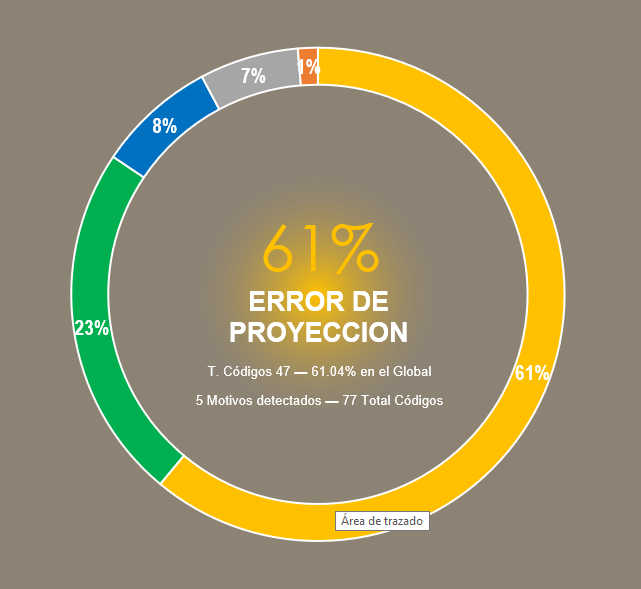 1%
7%
8%
61%
ERROR DE
PROYECCION
23%
T. Códigos 47 — 61.04% en el Global
61%
5 Motivos detectados — 77 Total Códigos
Área de trazado